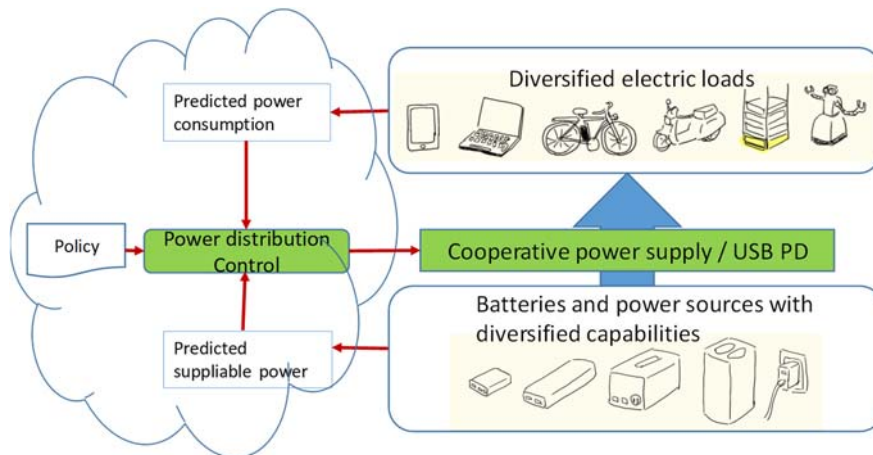 Diversified electric loads
Predicted power
consumption
Policy
Power distribution
Control
Cooperative power supply / USB PD
Batteries and power sources with
diversified capabilities
Predicted
suppliable power